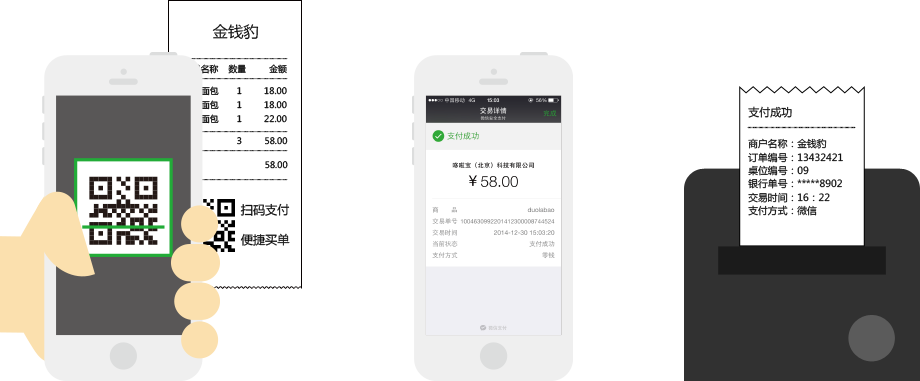 金钱豹
名称 数量 金额
面包 1 18.00
面包 1 18.00
面包 1 22.00
3 58.00
58.00
扫码支付
便捷买单
中国移动 4G 15:03 56%
交易详情
微信安全支付
完成
支付成功
哆啦宝（北京）科技有限公司
￥58.00
商 品 duolabao
交易单号 1004630992201412300008744524
交易时间 2014-12-30 15:03:20
当前状态 支付成功
支付方式 零钱
微信支付
支付成功
商户名称：金钱豹
订单编号：13432421
桌位编号：09
银行单号：*****8902
交易时间：16：22
支付方式：微信